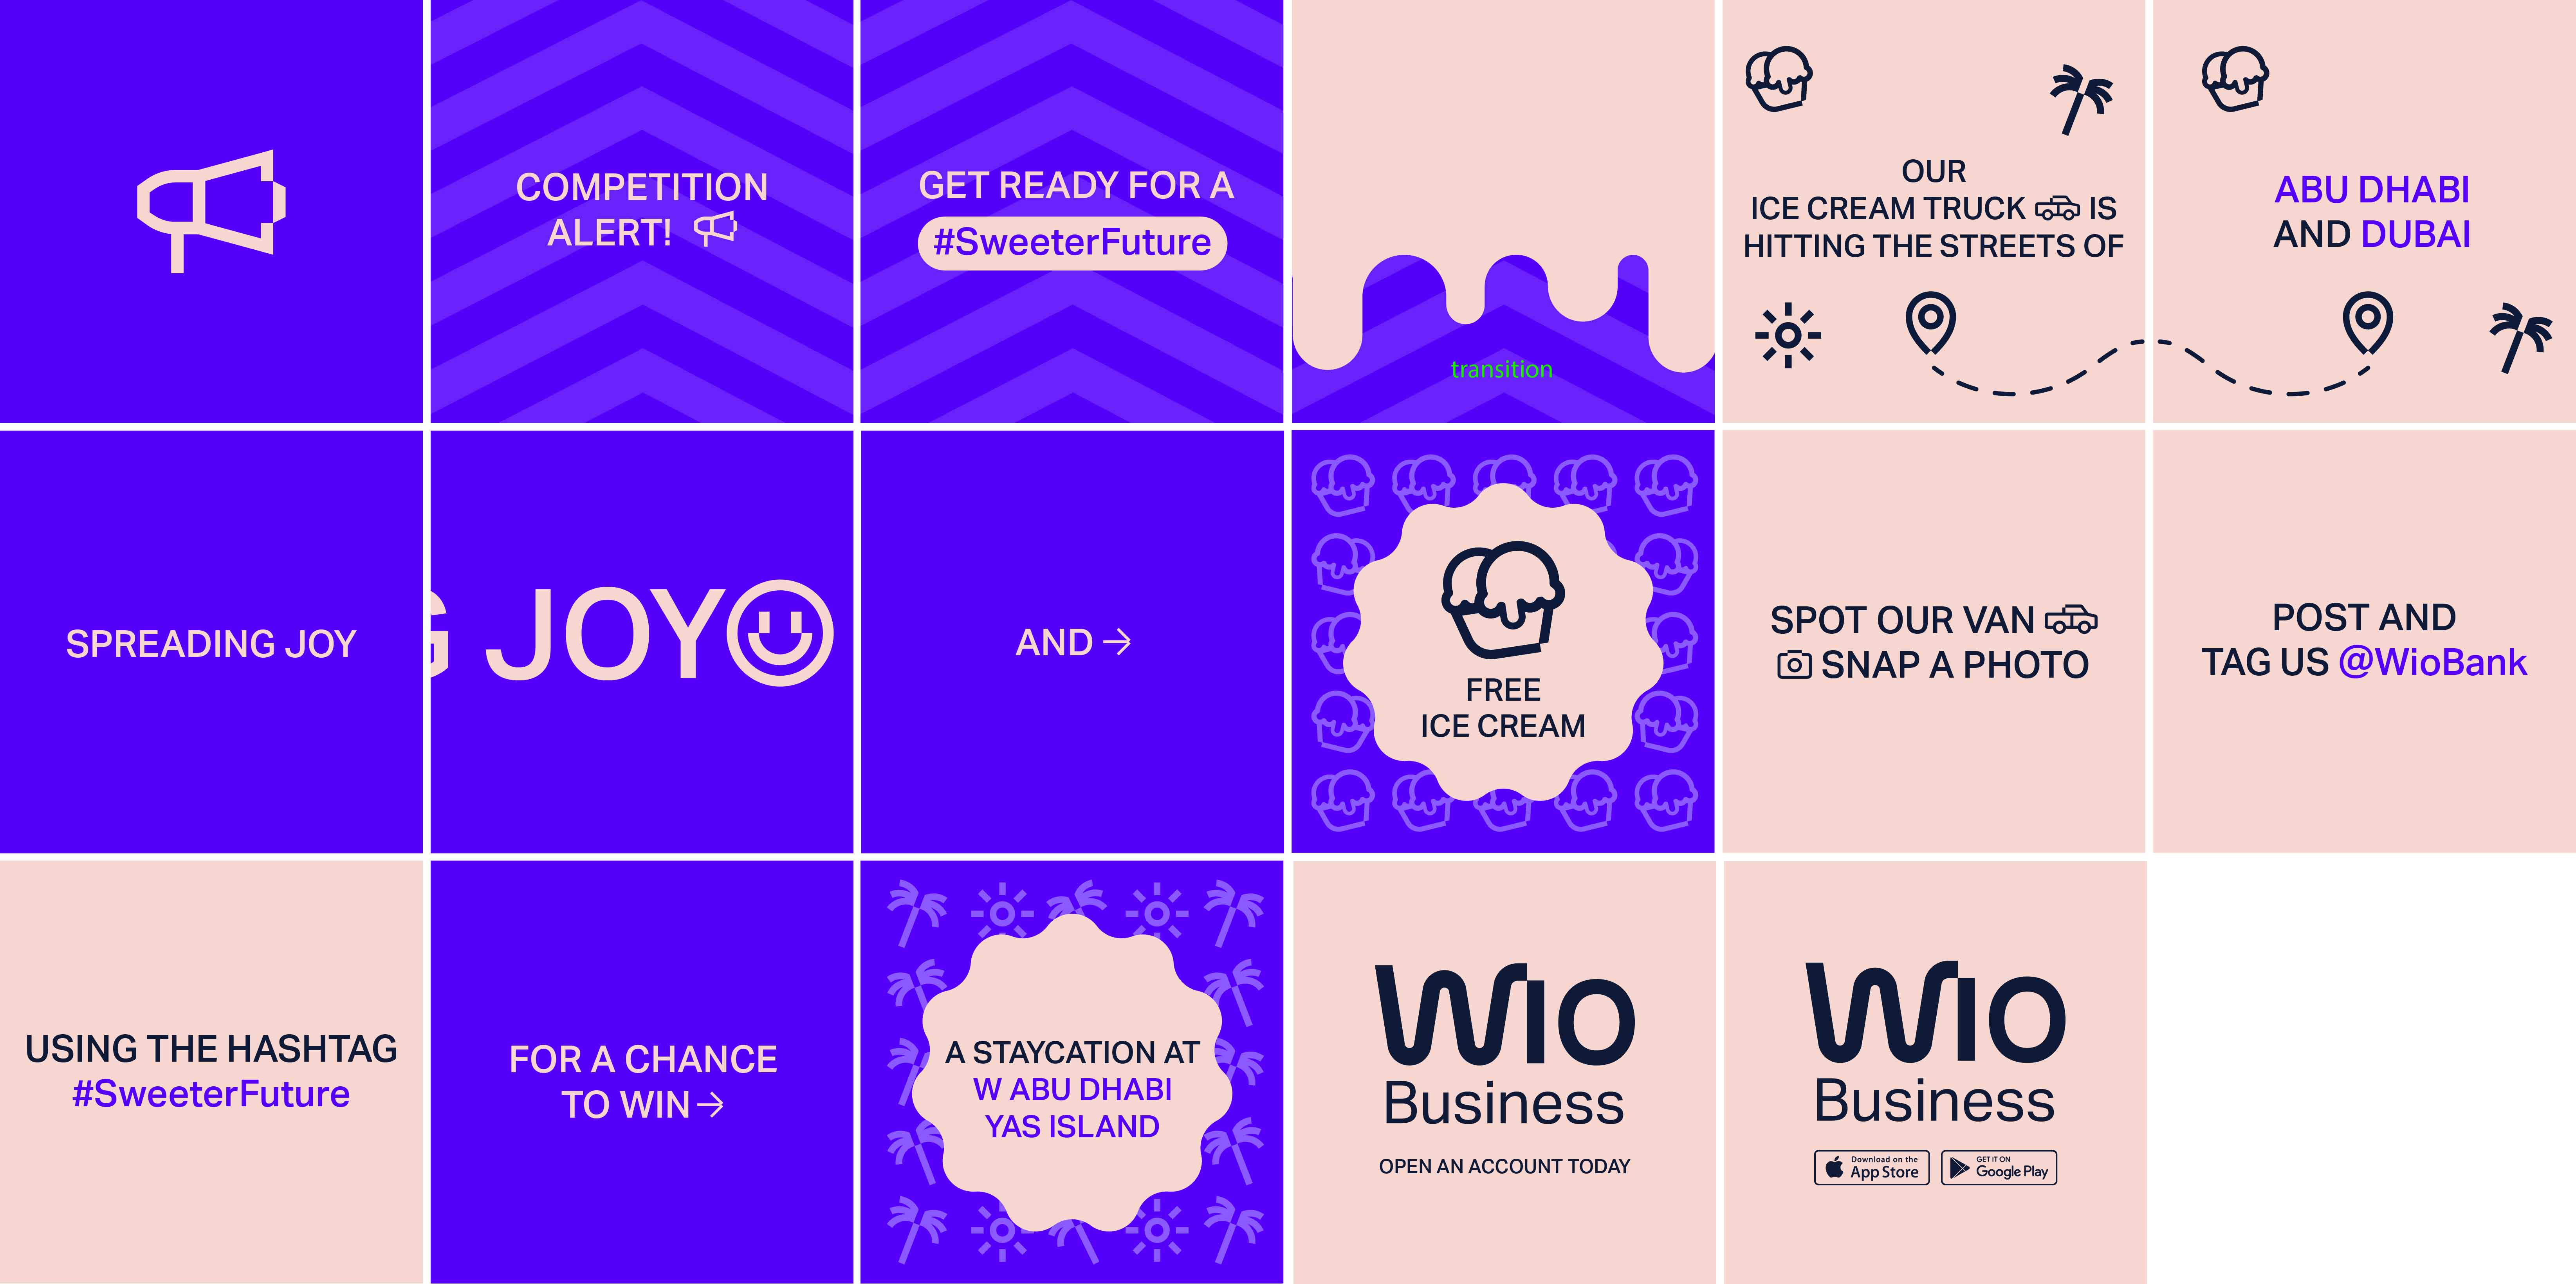 COMPETITION
ALERT!
GET READY FOR A
#SweeterFuture
transition
OUR
ICE CREAM TRUCK IS
HITTING THE STREETS OF
ABU DHABI
AND DUBAI
SPREADING JOY
G JOY
AND →
FREE
ICE CREAM
SPOT OUR VAN
SNAP A PHOTO
POST AND
TAG US @WioBank
USING THE HASHTAG
#SweeterFuture
FOR A CHANCE
TO WIN →
A STAYCATION AT
W ABU DHABI
YAS ISLAND
WIO
Business
OPEN AN ACCOUNT TODAY
WIO
Business
Download on the
App Store
GET IT ON
Google Play